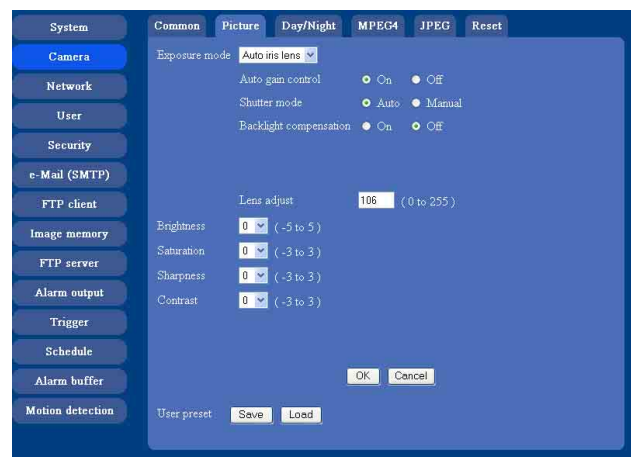 System
Camera
Network
User
Security
e-Mail (SMTP)
FTP client
Image memory
FTP server
Alarm output
Trigger
Schedule
Alarm buffer
Motion detection
Common Picture Day/Night MPEG4 JPEG Reset
Exposure mode Auto iris lens
Auto gain control On Off
Shutter mode Auto Manual
Backlight compensation On Off
Lens adjust 106 ( 0 to 255 )
Brightness 0 ( -5 to 5 )
Saturation 0 ( -3 to 3 )
Sharpness 0 ( -3 to 3 )
Contrast 0 ( -3 to 3 )
OK Cancel
User preset Save Load